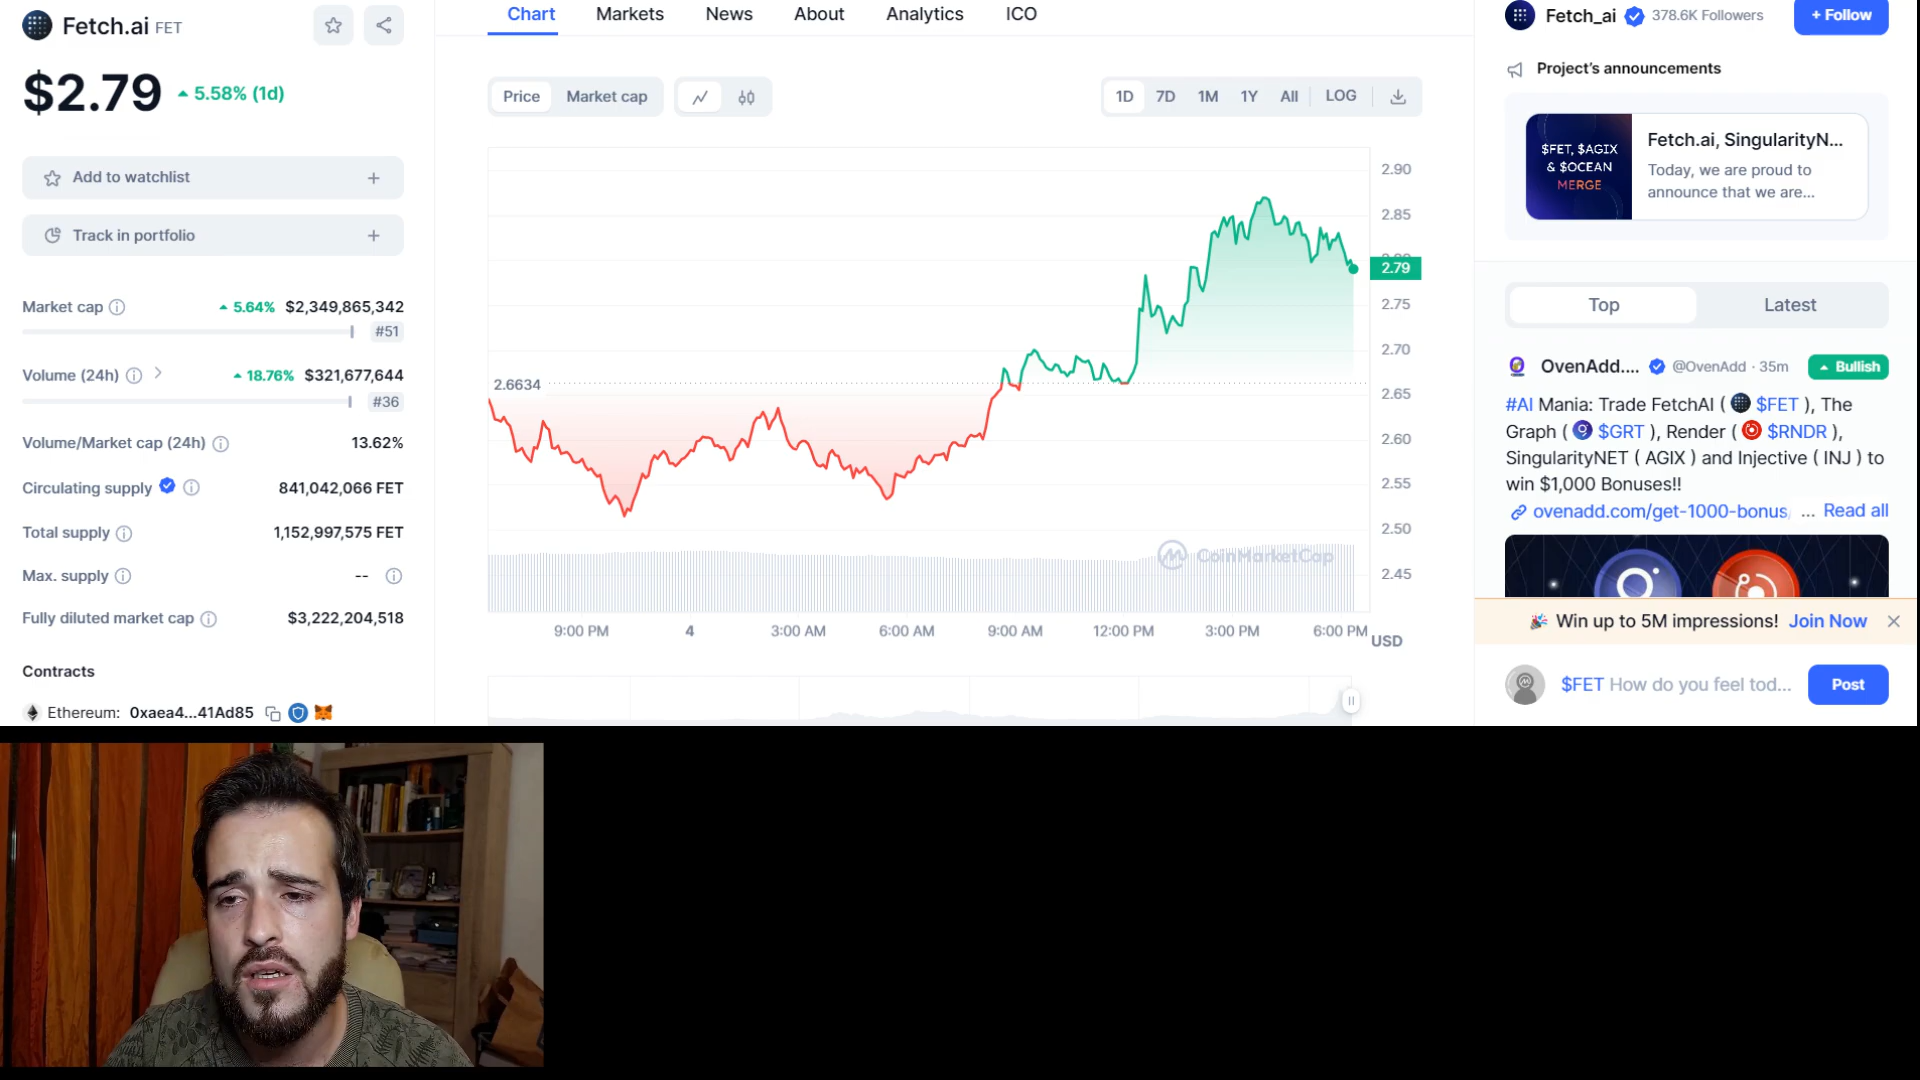 Fetch.ai FET
$2.79 5.58% (1d)
Add to watchlist
Track in portfolio
Market cap 5.64% $2,349,865,342
#51
Volume (24h) 18.76% $321,677,644
#36
Volume/Market cap (24h) 13.62%
Circulating supply 841,042,066 FET
Total supply 1,152,997,575 FET
Max. supply --
Fully diluted market cap $3,222,204,518
Contracts
Ethereum: 0xaea4...41Ad85
Chart Markets News About Analytics ICO
Price Market cap
1D 7D 1M 1Y All LOG
2.90
2.85
2.79
2.75
2.70
2.6634
2.65
2.60
2.55
2.50
CoinMarketCap
2.45
9:00 PM 4 3:00 AM 6:00 AM 9:00 AM 12:00 PM 3:00 PM 6:00 PM
USD
Fetch_ai 378.6K Followers + Follow
Project's announcements
$FET, $AGIX
& $OCEAN
MERGE
Fetch.ai, SingularityN...
Today, we are proud to
announce that we are...
Top Latest
OvenAdd.... @OvenAdd · 35m Bullish
#AI Mania: Trade FetchAI ( $FET ), The
Graph ( $GRT ), Render ( $RNDR ),
SingularityNET ( AGIX ) and Injective ( INJ ) to
win $1,000 Bonuses!!
ovenadd.com/get-1000-bonus ... Read all
Win up to 5M impressions! Join Now
$FET How do you feel tod... Post